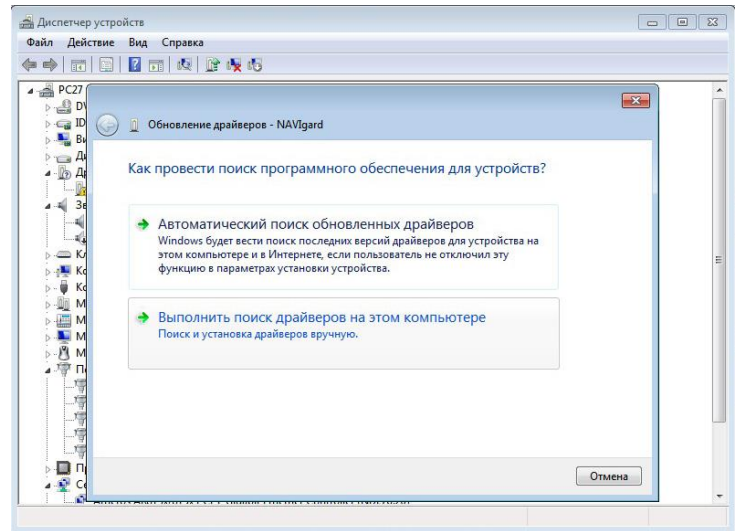 Диспетчер устройств
Файл Действие Вид Справка
PC27
Обновление драйверов - NAVIgard
Как провести поиск программного обеспечения для устройств?
Автоматический поиск обновленных драйверов
Windows будет вести поиск последних версий драйверов для устройства на
этом компьютере и в Интернете, если пользователь не отключил эту
функцию в параметрах установки устройства.
Выполнить поиск драйверов на этом компьютере
Поиск и установка драйверов вручную.
Отмена